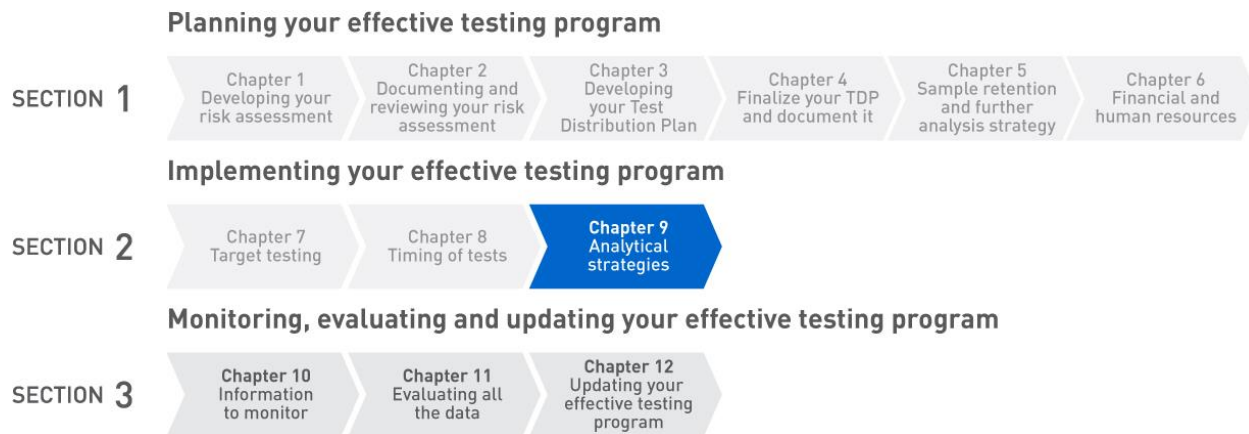 Planning your effective testing program
SECTION 1
Chapter 1
Developing your
risk assessment
Chapter 2
Documenting and
reviewing your risk
assessment
Chapter 3
Developing
your Test
Distribution Plan
Chapter 4
Finalize your TDP
and document it
Chapter 5
Sample retention
and further
analysis strategy
Chapter 6
Financial and
human resources
Implementing your effective testing program
SECTION 2
Chapter 7
Target testing
Chapter 8
Timing of tests
Chapter 9
Analytical
strategies
Monitoring, evaluating and updating your effective testing program
SECTION 3
Chapter 10
Information
to monitor
Chapter 11
Evaluating all
the data
Chapter 12
Updating your
effective testing
program